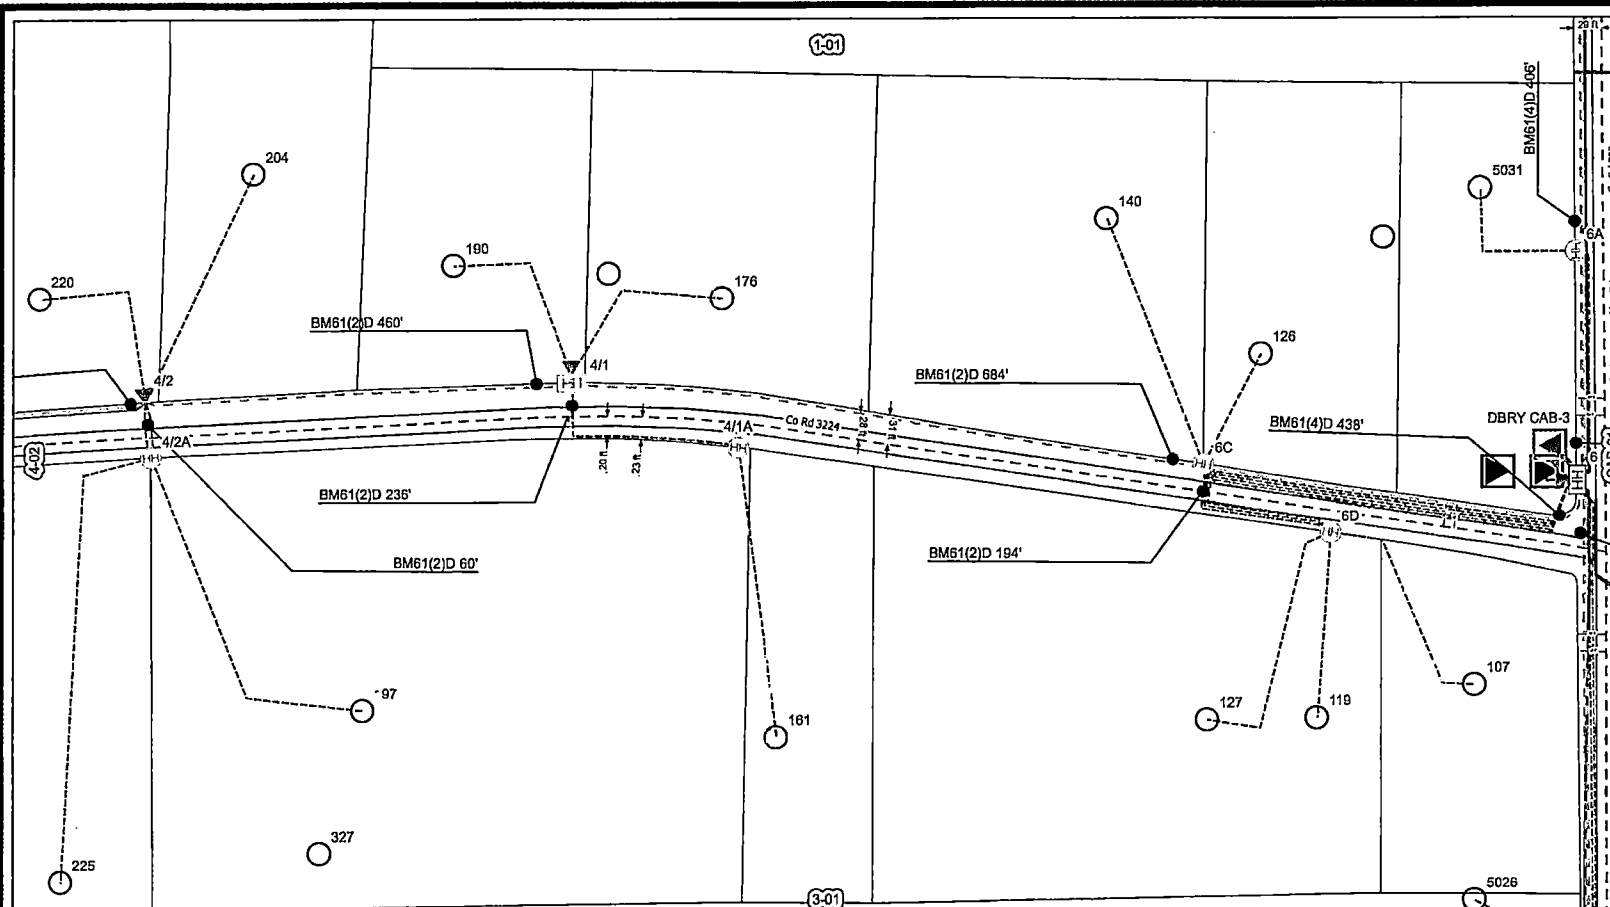 29 ft
1-01
BM61(4)D 406'
204
5031
140
6A
190
220
176
BM61(2)D 460'
126
4/1
4/2
BM61(2)D 684'
DBRY CAB-3
BM61(4)D 438'
28 ft
31 ft
Co Rd 3224
4/1A
4/2A
6C
6
4-02
20 ft
23 ft
BM61(2)D 236'
6D
BM61(2)D 194'
BM61(2)D 60'
107
97
127
119
161
327
225
5026
3-01